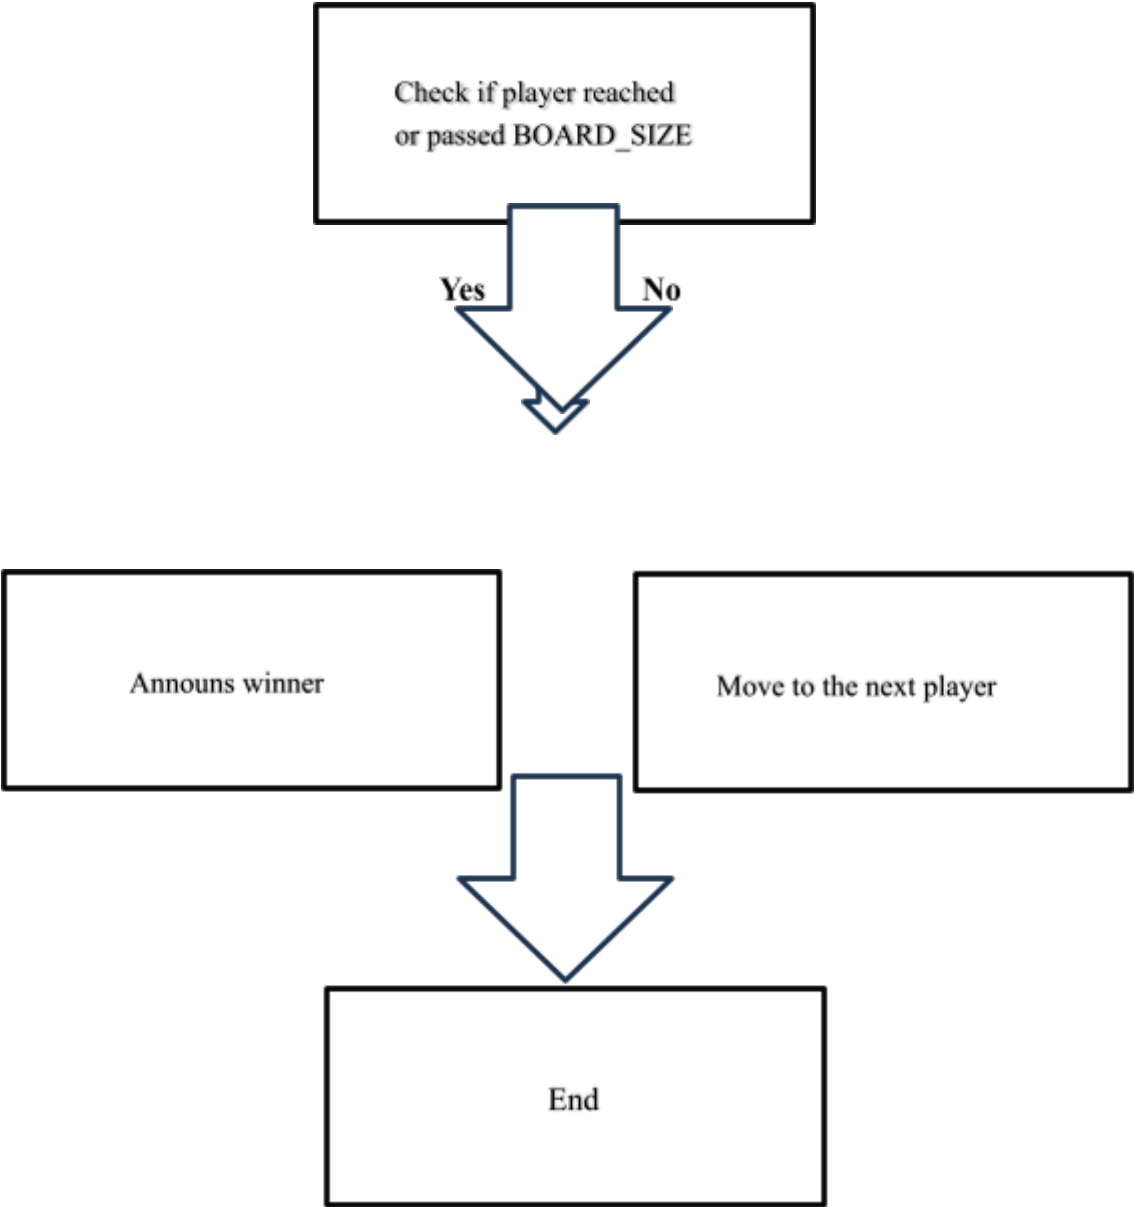 Check if player reached
or passed BOARD_SIZE
Yes
No
Announs winner
Move to the next player
End